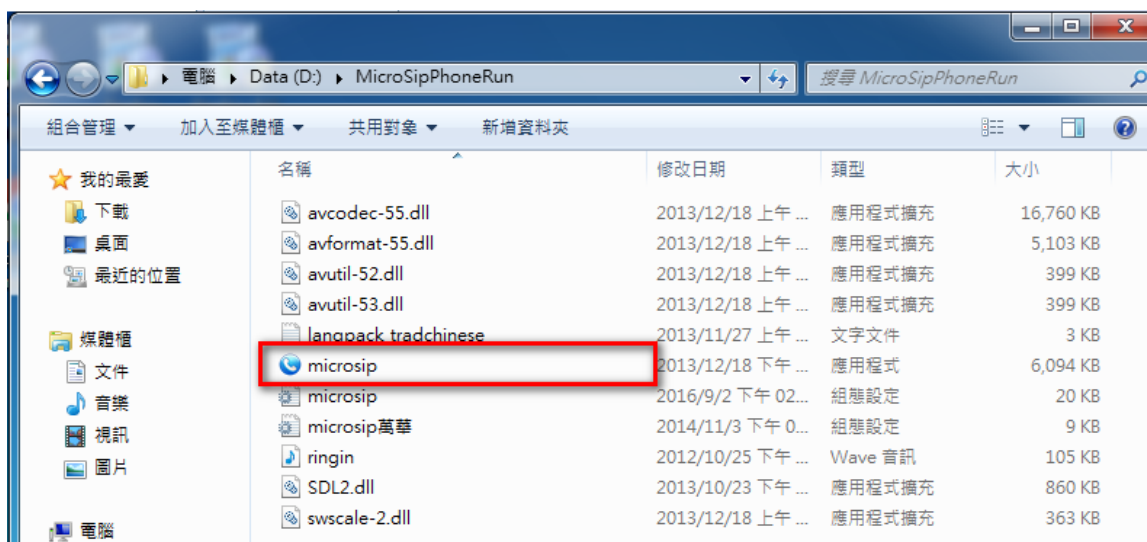 電腦 Data (D:) MicroSipPhoneRun 搜尋 MicroSipPhoneRun
組合管理 加入至媒體櫃 共用對象 新增資料夾
我的最愛
下載
桌面
最近的位置
媒體櫃
文件
音樂
視訊
圖片
電腦
名稱 修改日期 類型 大小
avcodec-55.dll 2013/12/18 上午 ... 應用程式擴充 16,760 KB
avformat-55.dll 2013/12/18 上午 ... 應用程式擴充 5,103 KB
avutil-52.dll 2013/12/18 上午 ... 應用程式擴充 399 KB
avutil-53.dll 2013/12/18 上午 ... 應用程式擴充 399 KB
langpack_tradchinese 2013/11/27 上午 ... 文字文件 3 KB
microsip 2013/12/18 下午 ... 應用程式 6,094 KB
microsip 2016/9/2 下午 02... 組態設定 20 KB
microsip萬華 2014/11/3 下午 0... 組態設定 9 KB
ringin 2012/10/25 下午 ... Wave 音訊 105 KB
SDL2.dll 2013/10/23 下午 ... 應用程式擴充 860 KB
swscale-2.dll 2013/12/18 上午 ... 應用程式擴充 363 KB